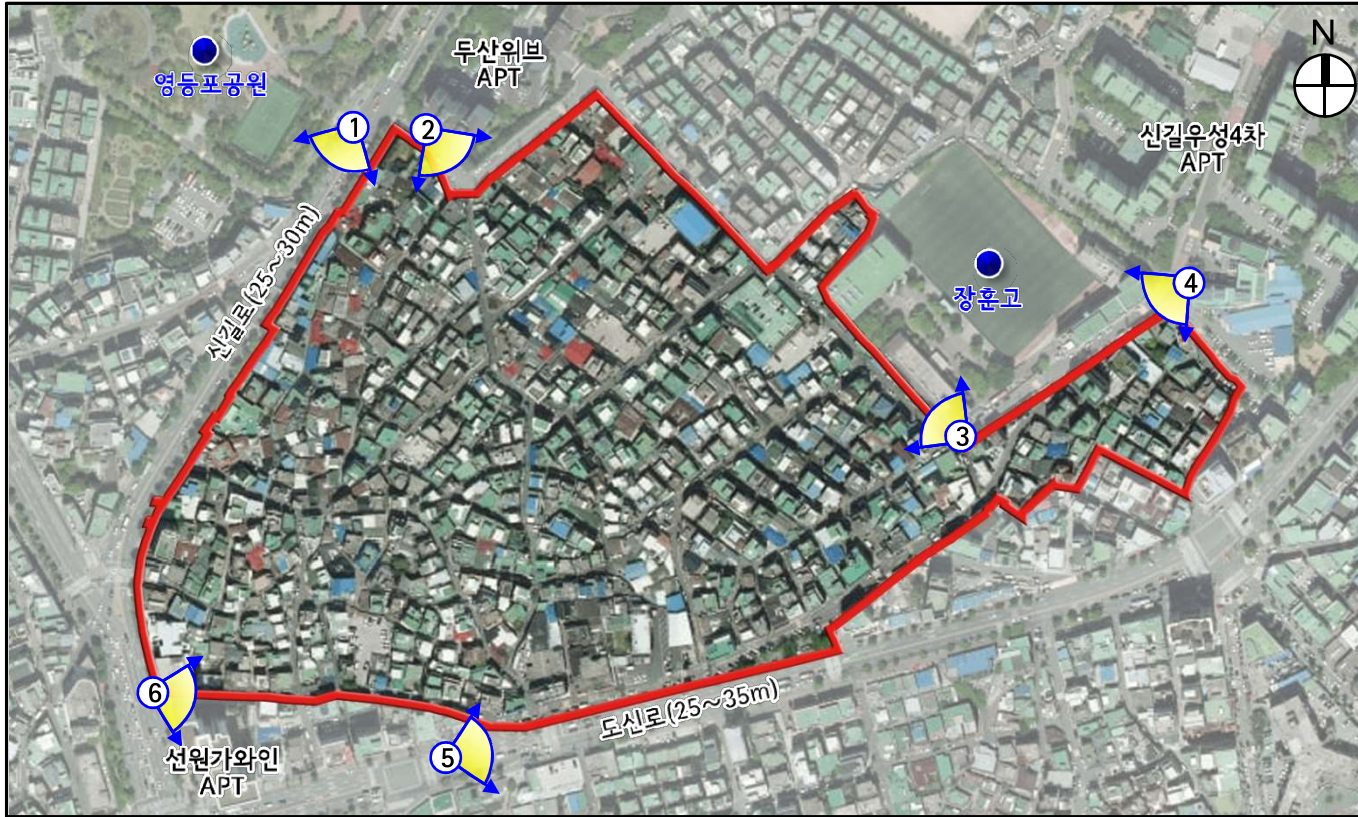 두산위브
APT
N
영등포공원
1
2
신길우성4차
APT
신길로(25~30m)
장훈고
4
3
6
5
도신로(25~35m)
선원가와인
APT